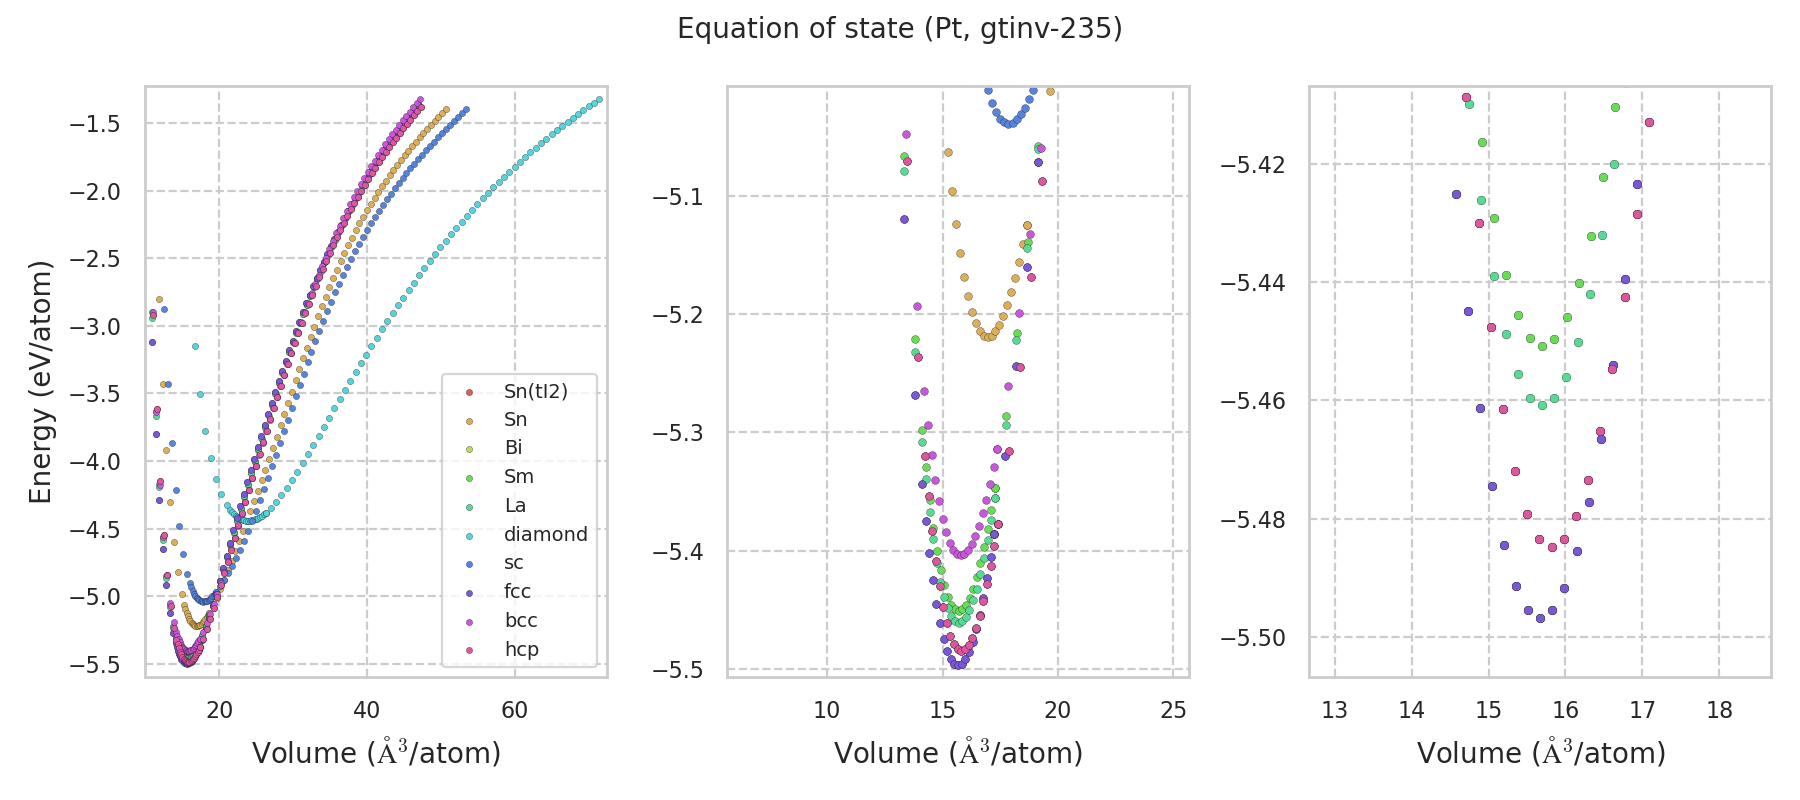 Equation of state (Pt, gtinv-235)
Energy (eV/atom)
−1.5
−2.0
−2.5
−3.0
−3.5
−4.0
−4.5
−5.0
−5.5
20 40 60
Volume (Å³/atom)
Sn(tI2)
Sn
Bi
Sm
La
diamond
sc
fcc
bcc
hcp
−5.1
−5.2
−5.3
−5.4
−5.5
10 15 20 25
Volume (Å³/atom)
−5.42
−5.44
−5.46
−5.48
−5.50
13 14 15 16 17 18
Volume (Å³/atom)